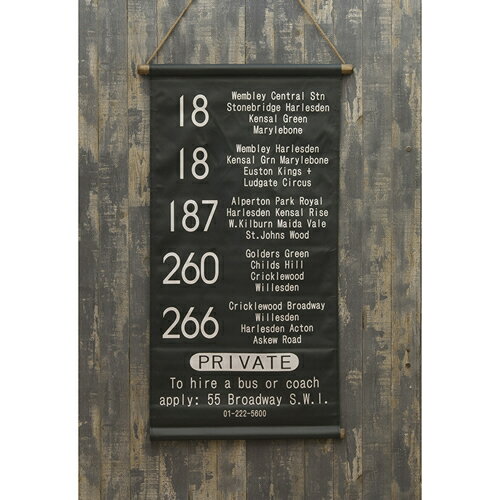 18
Wembley Central Stn
Stonebridge Harlesden
Kensal Green
Marylebone
18
Wembley Harlesden
Kensal Grn Marylebone
Euston Kings +
Ludgate Circus
187
Alperton Park Royal
Harlesden Kensal Rise
W.Kilburn Maida Vale
St.Johns Wood
260
Golders Green
Childs Hill
Cricklewood
Willesden
266
Cricklewood Broadway
Willesden
Harlesden Acton
Askew Road
PRIVATE
To hire a bus or coach
apply: 55 Broadway S.W.I.
01-222-5600